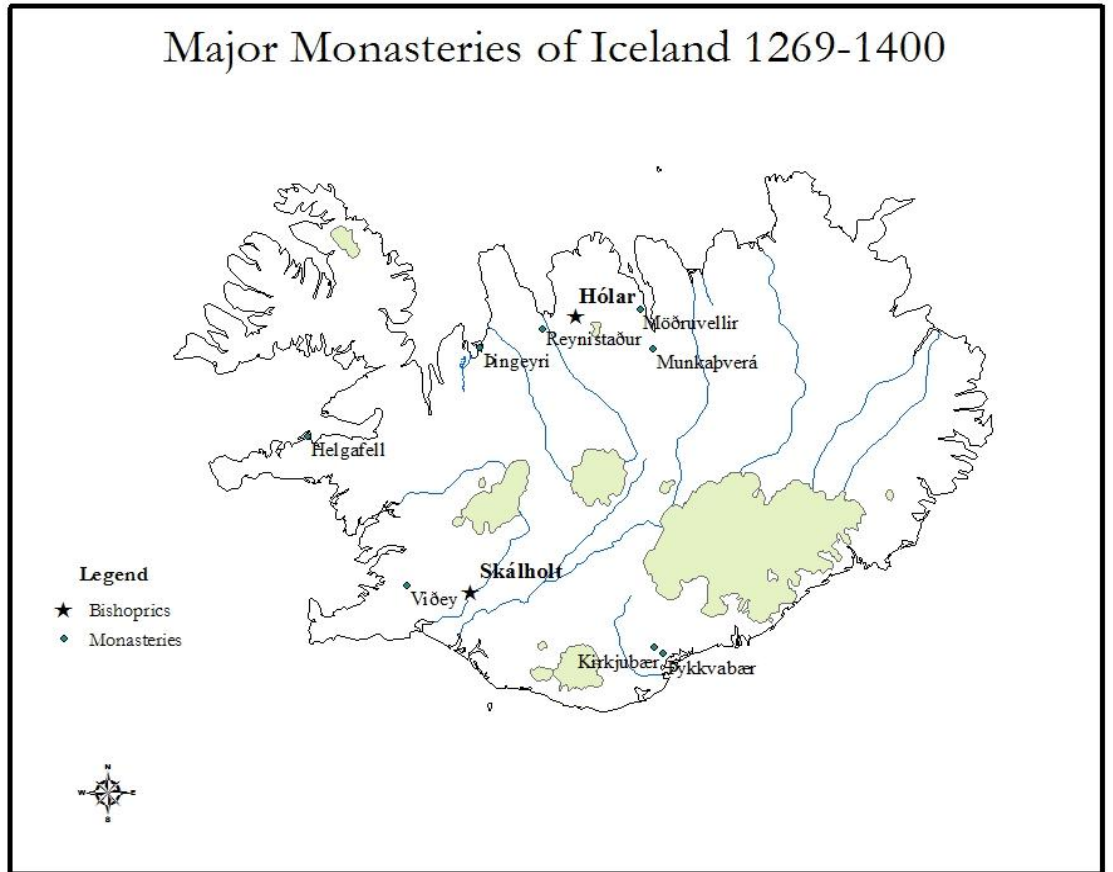 Major Monasteries of Iceland 1269-1400
Hólar
Möðruvellir
Reynistaður
Þingeyri
Munkaþverá
Helgafell
Skálholt
Viðey
Kirkjubær
Þykkvabær
Legend
Bishoprics
Monasteries
N
W
E
S